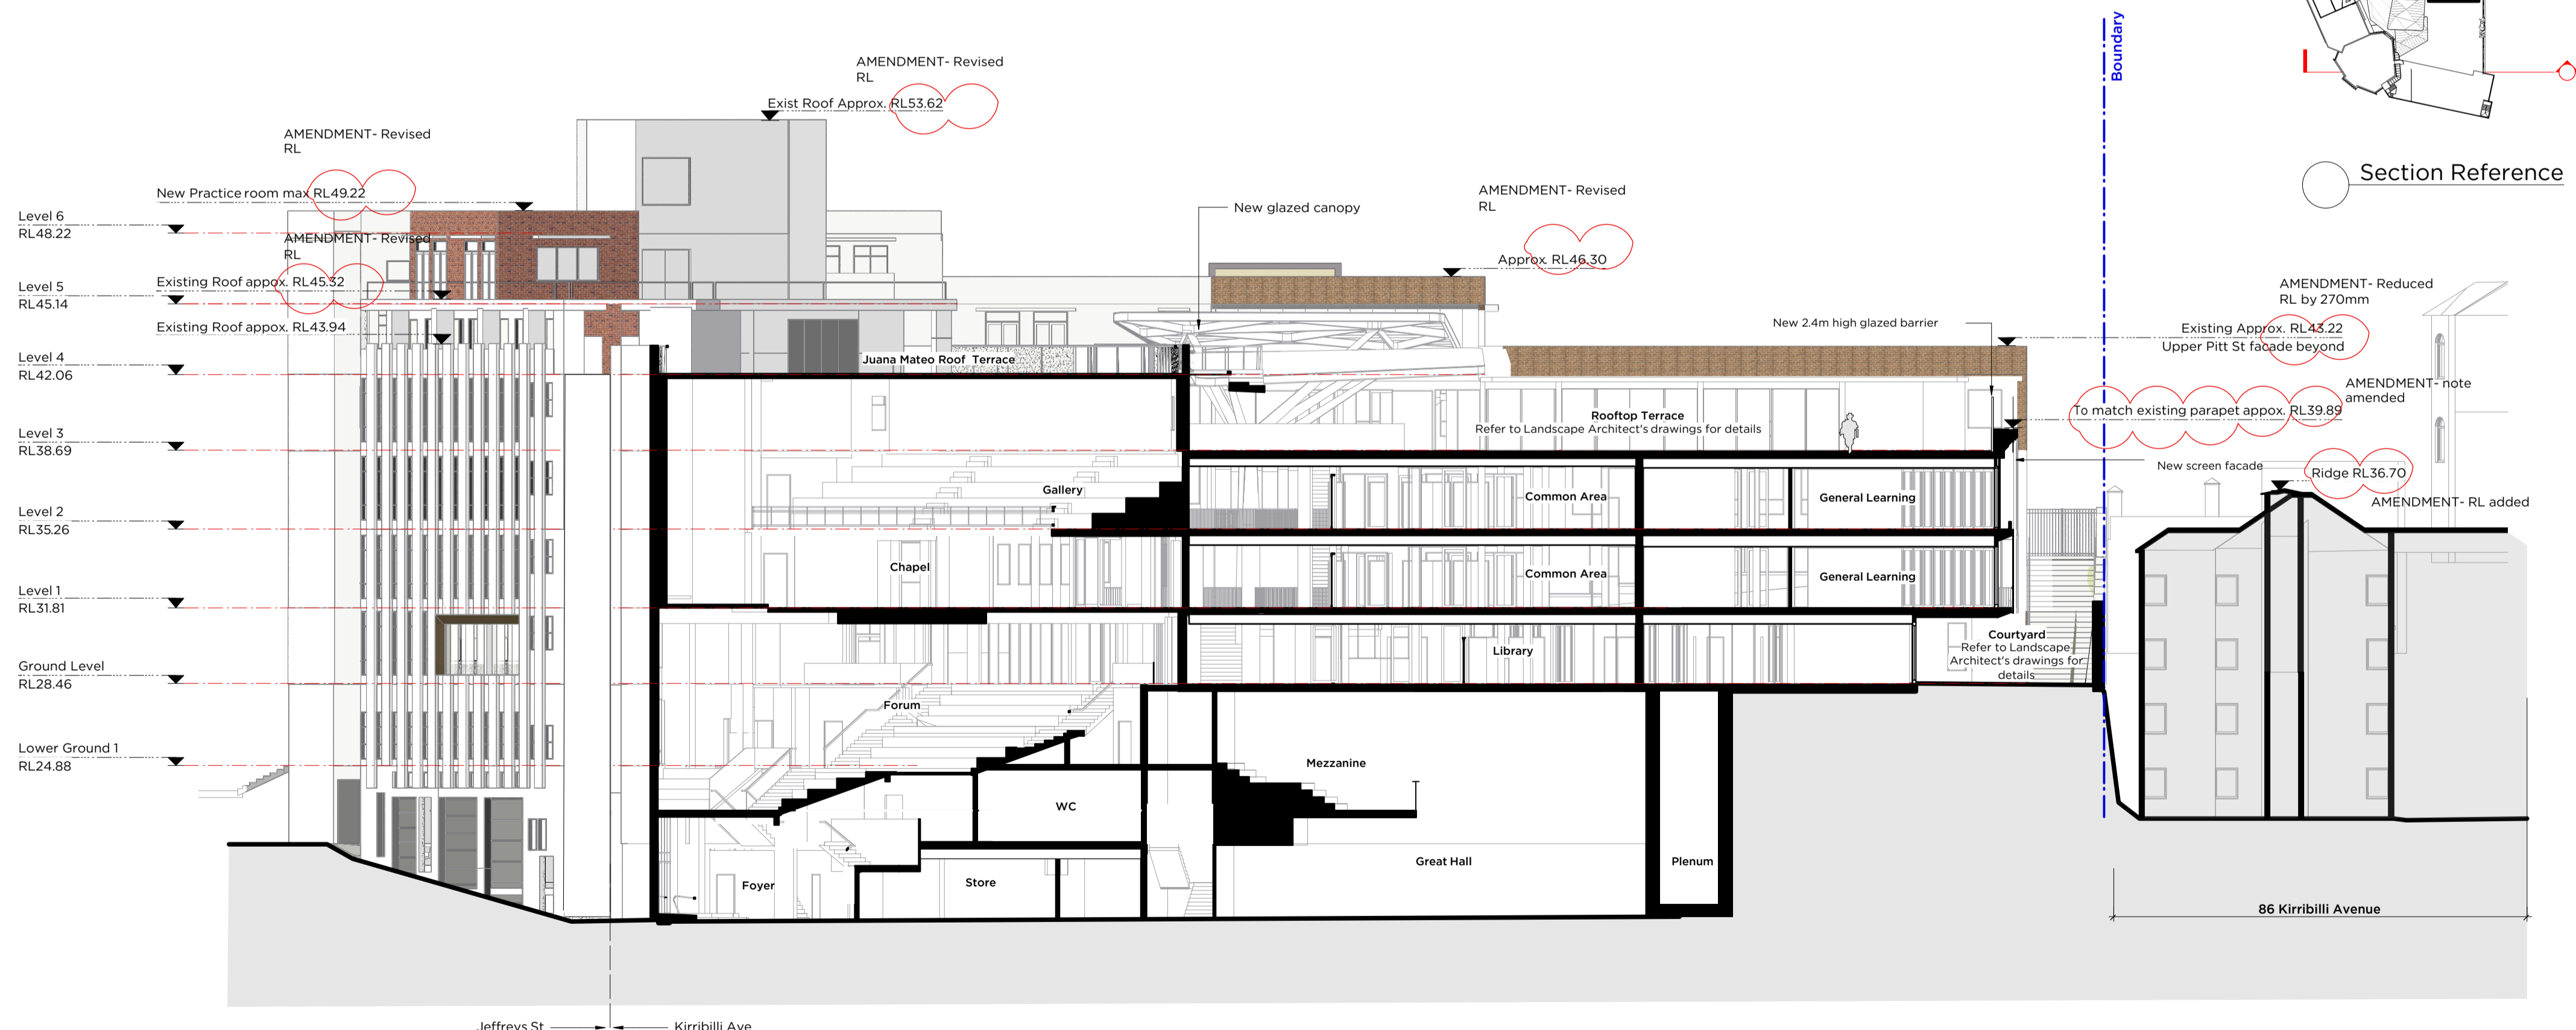 Boundary
AMENDMENT- Revised
RL
Exist Roof Approx. RL53.62
AMENDMENT- Revised
RL
New Practice room max RL49.22
Section Reference
AMENDMENT- Revised
RL
New glazed canopy
Level 6
RL48.22
AMENDMENT- Revised
RL
Approx. RL46.30
Existing Roof appox. RL45.32
Level 5
RL45.14
AMENDMENT- Reduced
RL by 270mm
Existing Roof appox. RL43.94
New 2.4m high glazed barrier
Existing Approx. RL43.22
Upper Pitt St facade beyond
Level 4
RL42.06
Juana Mateo Roof Terrace
AMENDMENT- note
amended
To match existing parapet appox. RL39.89
Rooftop Terrace
Refer to Landscape Architect's drawings for details
Level 3
RL38.69
New screen facade
Ridge RL36.70
AMENDMENT- RL added
Gallery
Common Area
General Learning
Level 2
RL35.26
Chapel
Common Area
General Learning
Level 1
RL31.81
Library
Courtyard
Refer to Landscape
Architect's drawings for
details
Ground Level
RL28.46
Forum
Lower Ground 1
RL24.88
Mezzanine
WC
Great Hall
Plenum
Foyer
Store
86 Kirribilli Avenue
Jeffreys St
Kirribilli Ave